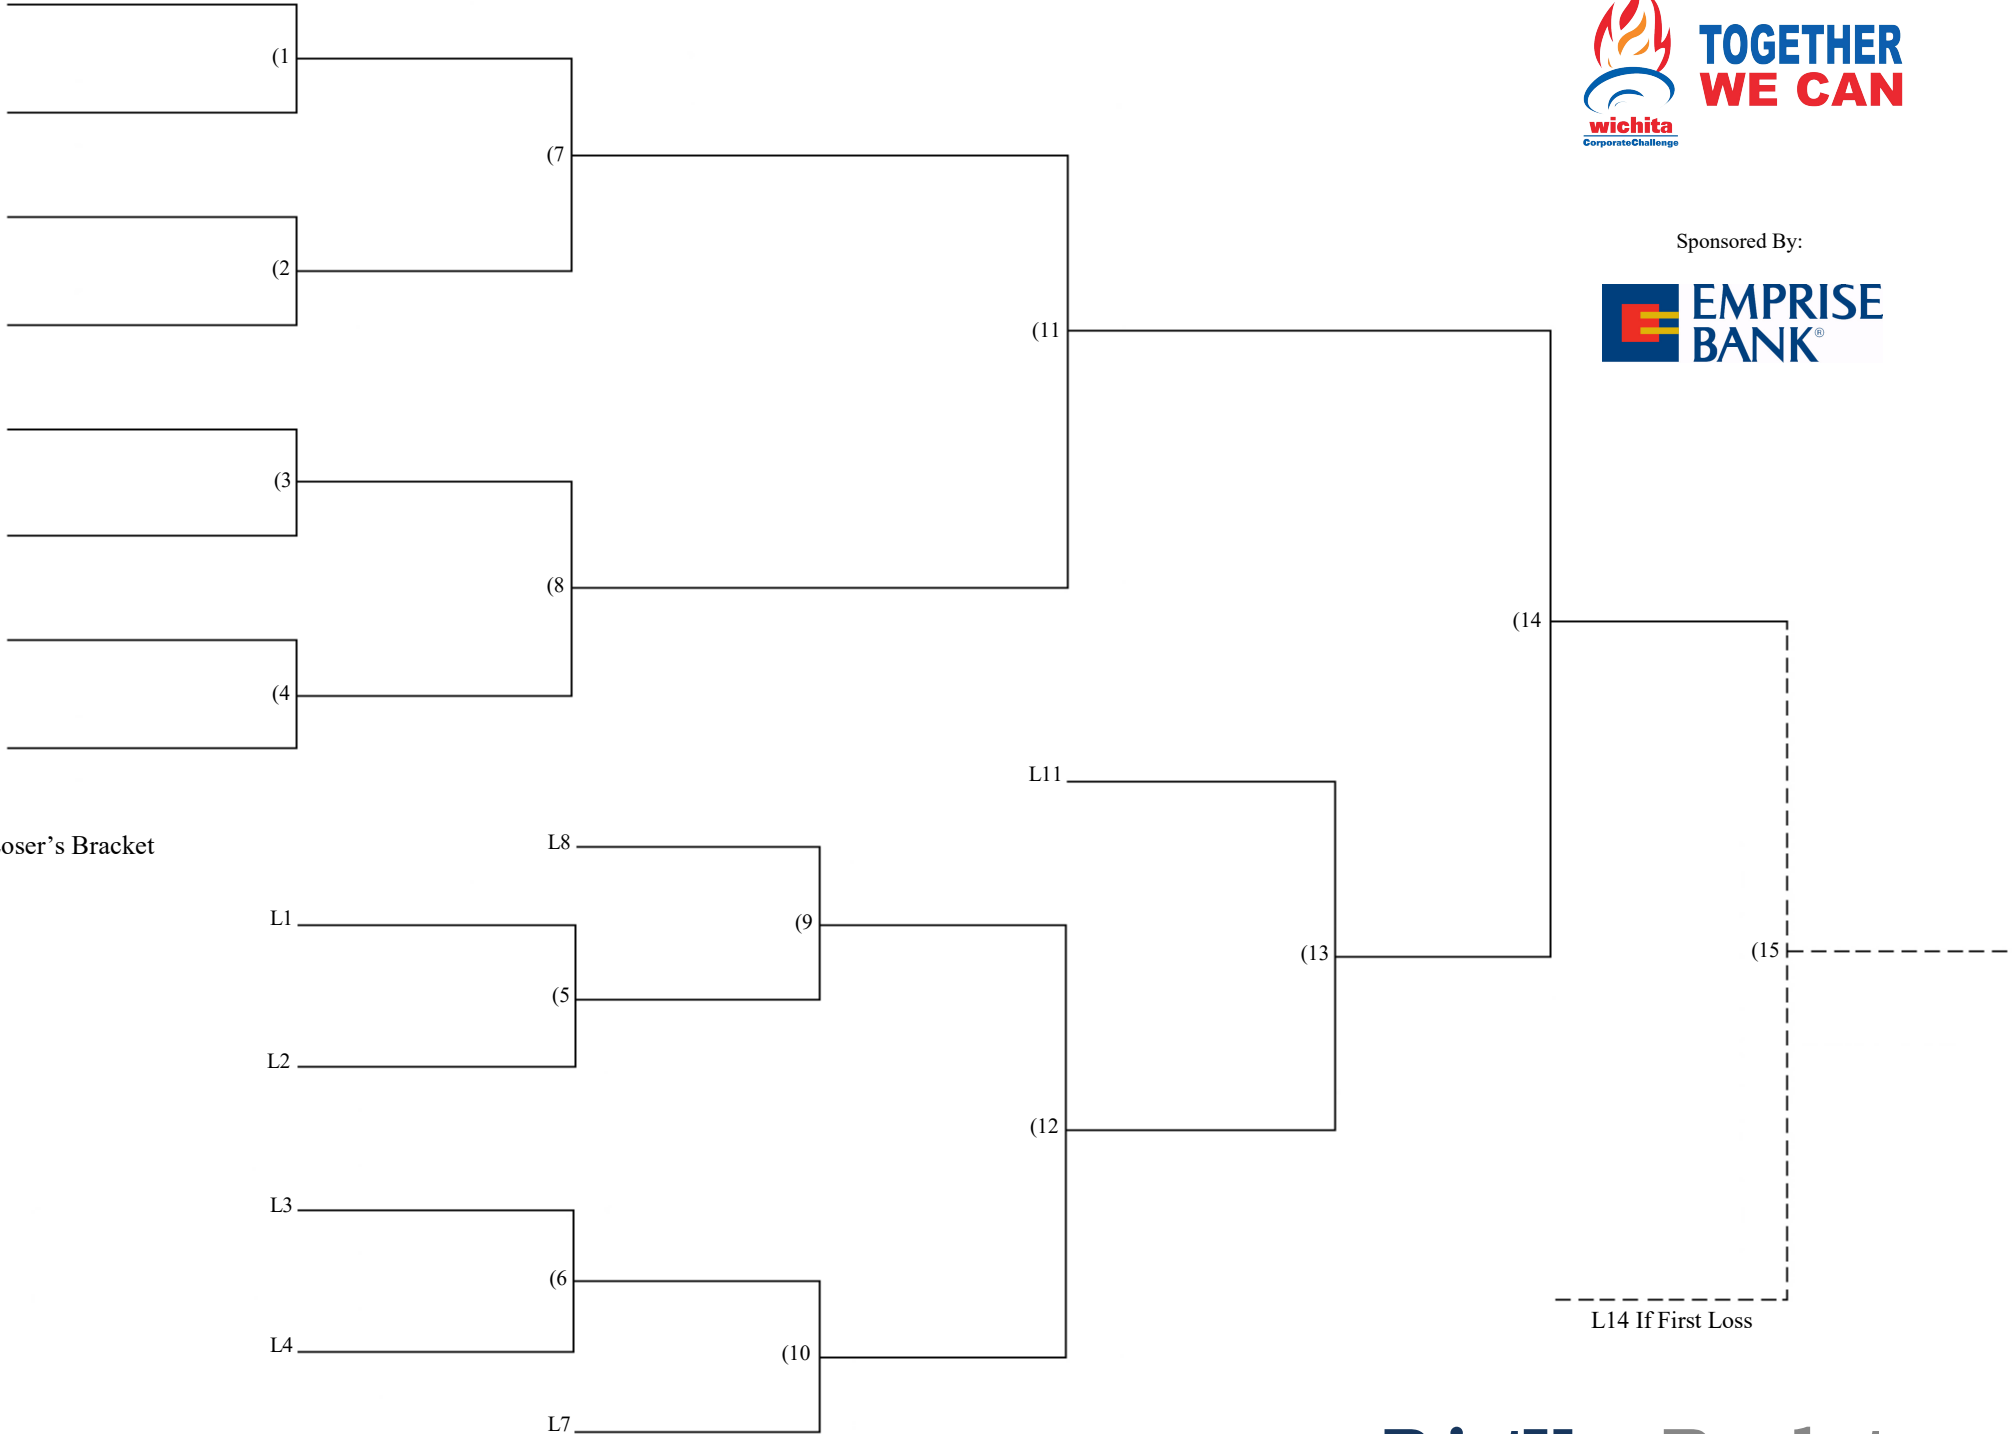 (1
TOGETHER
WE CAN
wichita
CorporateChallenge
(7
Sponsored By:
(2
EMPRISE
BANK®
(11
(3
(8
(14
(4
L11
L8
oser's Bracket
L1
(9
(15
(13
(5
L2
(12
L3
(6
L14 If First Loss
L4
(10
L7